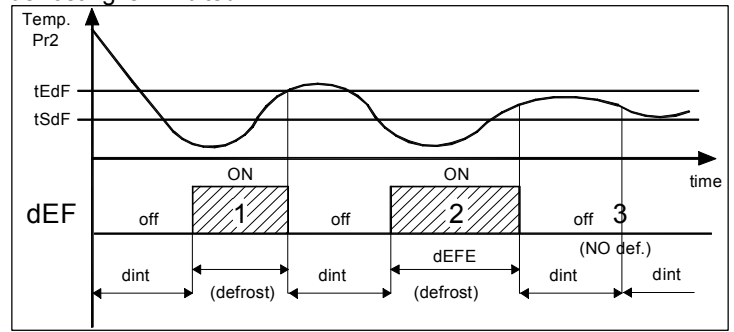 Temp.
Pr2
tEdF
tSdF
time
ON
ON
dEF
off
1
off
2
off
3
(NO def.)
dEFE
dint
(defrost)
dint
(defrost)
dint
dint